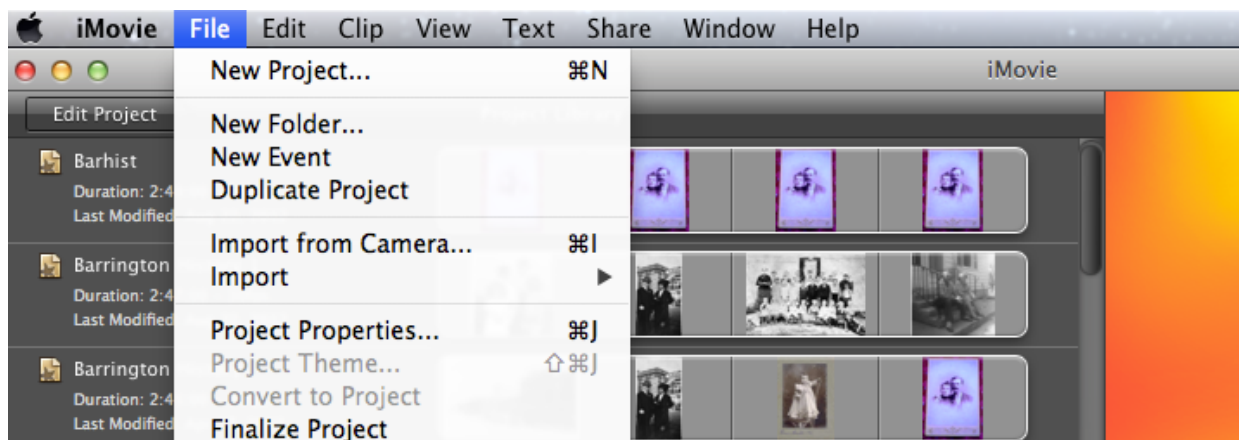 iMovie File Edit Clip View Text Share Window Help
iMovie
New Project... ⌘N
Edit Project
New Folder...
New Event
Duplicate Project
Import from Camera... ⌘I
Import ▶
Project Properties... ⌘J
Project Theme... ⇧⌘J
Convert to Project
Finalize Project
Barhist
Duration: 2:4
Last Modified
Barrington
Duration: 2:4
Last Modified
Barrington
Duration: 2:4
Last Modified